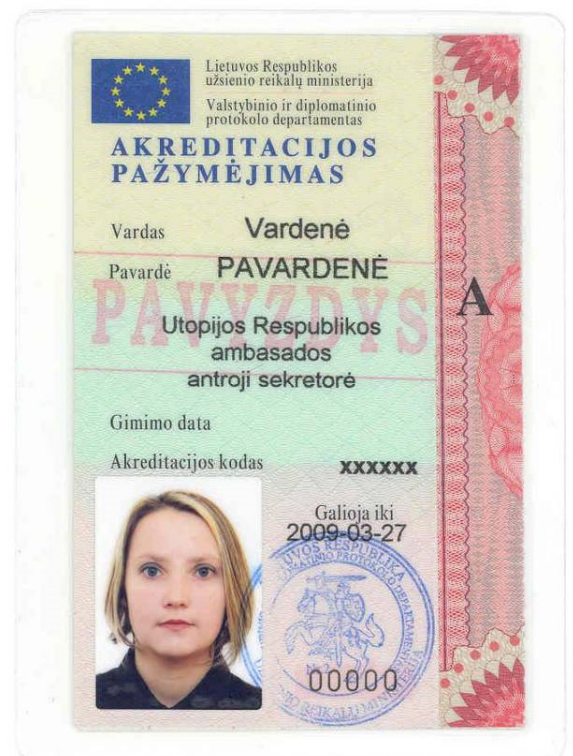 Lietuvos Respublikos
užsienio reikalų ministerija
Valstybinio ir diplomatinio
protokolo departamentas
AKREDITACIJOS
PAŽYMĖJIMAS
Vardas Vardenė
Pavardė PAVARDENĖ
PAVYZDYS
A
Utopijos Respublikos
ambasados
antroji sekretorė
Gimimo data
Akreditacijos kodas xxxxxx
Galioja iki
2009-03-27
00000